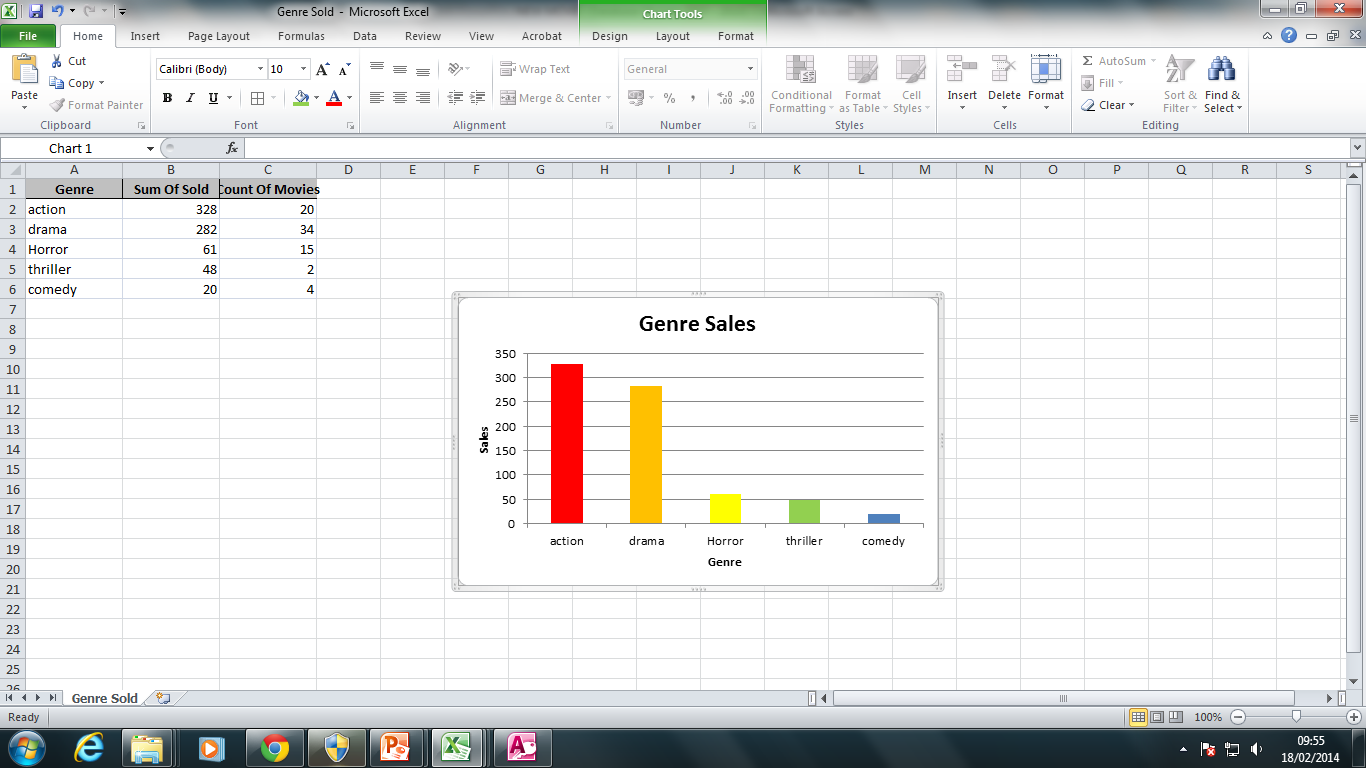 Genre Sold - Microsoft Excel
Chart Tools
File Home Insert Page Layout Formulas Data Review View Acrobat Design Layout Format
Paste
Cut
Copy
Format Painter
Clipboard
Calibri (Body) 10 A A
B I U A
Font
Wrap Text
Merge & Center
Alignment
General
% , .00 .0
Number
Conditional Formatting
Format as Table
Cell Styles
Styles
Insert Delete Format
Cells
Σ AutoSum
Fill
Clear
Sort & Filter
Find & Select
Editing
Chart 1 fx
A B C D E F G H I J K L M N O P Q R S
1 Genre Sum Of Sold Count Of Movies
2 action 328 20
3 drama 282 34
4 Horror 61 15
5 thriller 48 2
6 comedy 20 4
7
8
9
10
11
12
13
14
15
16
17
18
19
20
21
22
23
24
25
26
Genre Sales
350
300
250
200
150
100
50
0
Sales
action drama Horror thriller comedy
Genre
Genre Sold
Ready 100%
09:55
18/02/2014